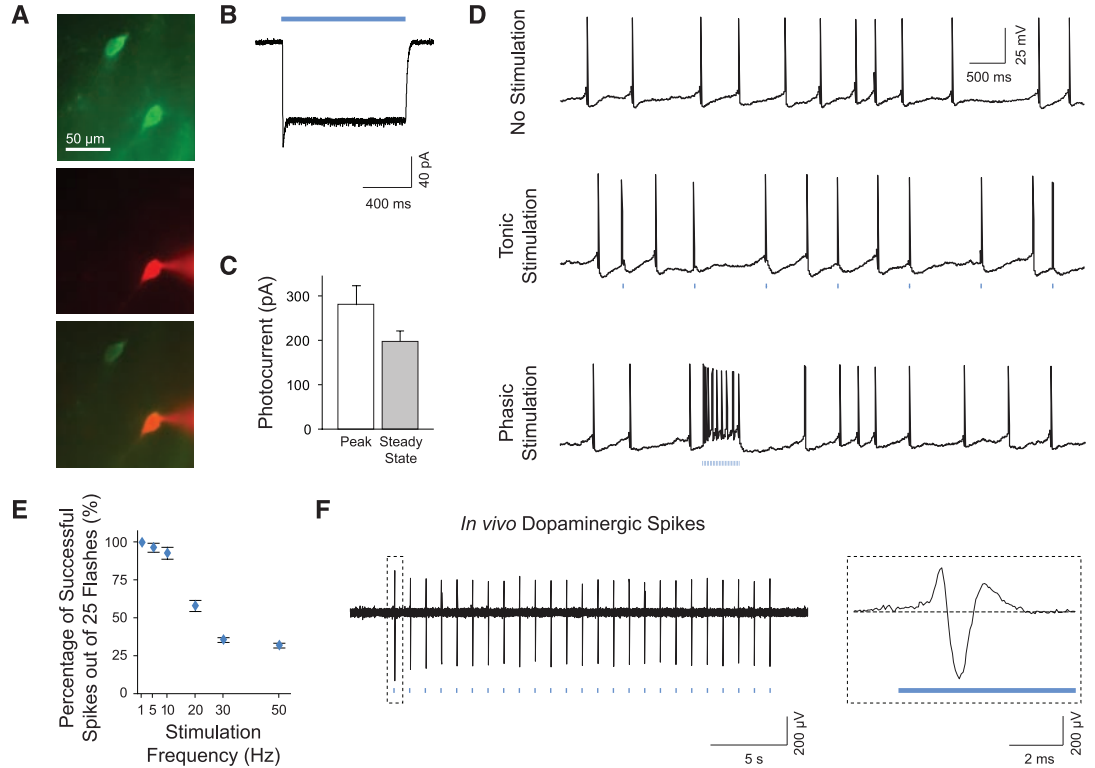 A
50 µm
B
40 pA
400 ms
C
Photocurrent (pA)
300
200
100
0
Peak
Steady
State
D
No Stimulation
25 mV
500 ms
Tonic
Stimulation
Phasic
Stimulation
E
Percentage of Successful
Spikes out of 25 Flashes (%)
100
75
50
25
0
1 5 10 20 30 50
Stimulation
Frequency (Hz)
F
In vivo Dopaminergic Spikes
200 µV
5 s
200 µV
2 ms